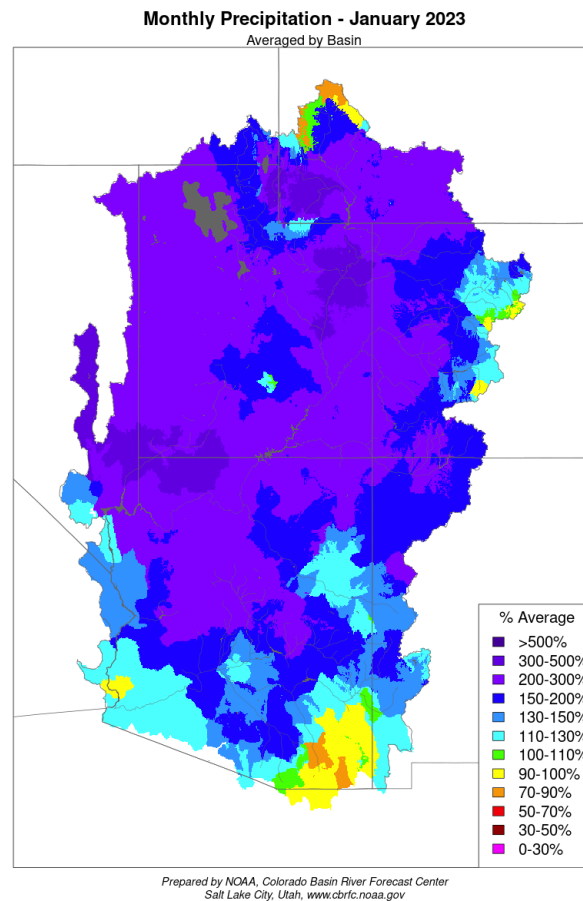 Monthly Precipitation - January 2023
Averaged by Basin
% Average
>500%
300-500%
200-300%
150-200%
130-150%
110-130%
100-110%
90-100%
70-90%
50-70%
30-50%
0-30%
Prepared by NOAA, Colorado Basin River Forecast Center
Salt Lake City, Utah, www.cbrfc.noaa.gov